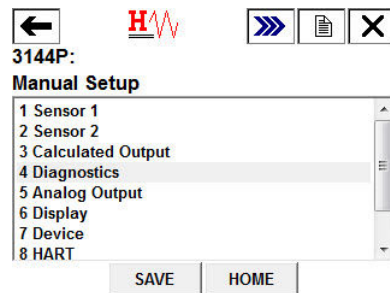 H
3144P:
Manual Setup
1 Sensor 1
2 Sensor 2
3 Calculated Output
4 Diagnostics
5 Analog Output
6 Display
7 Device
8 HART
SAVE HOME